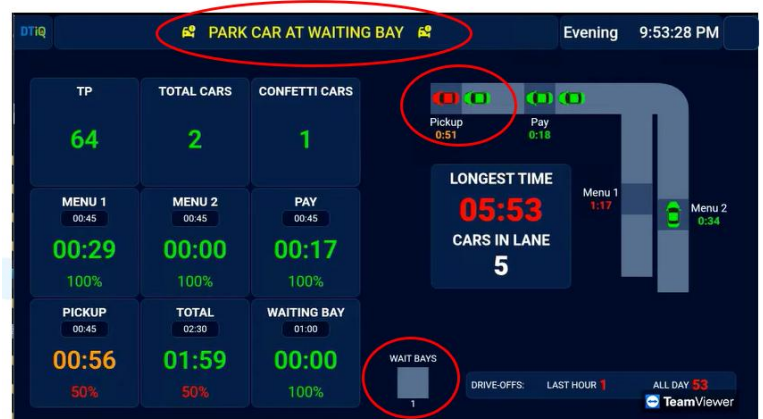 DTiQ
PARK CAR AT WAITING BAY
Evening 9:53:28 PM
TP
64
TOTAL CARS
2
CONFETTI CARS
1
MENU 1
00:45
00:29
100%
MENU 2
00:45
00:00
100%
PAY
00:45
00:17
100%
PICKUP
00:45
00:56
50%
TOTAL
02:30
01:59
50%
WAITING BAY
01:00
00:00
100%
Pickup
0:51
Pay
0:18
LONGEST TIME
05:53
CARS IN LANE
5
Menu 1
1:17
Menu 2
0:34
WAIT BAYS
1
DRIVE-OFFS: LAST HOUR 1 ALL DAY 53
TeamViewer